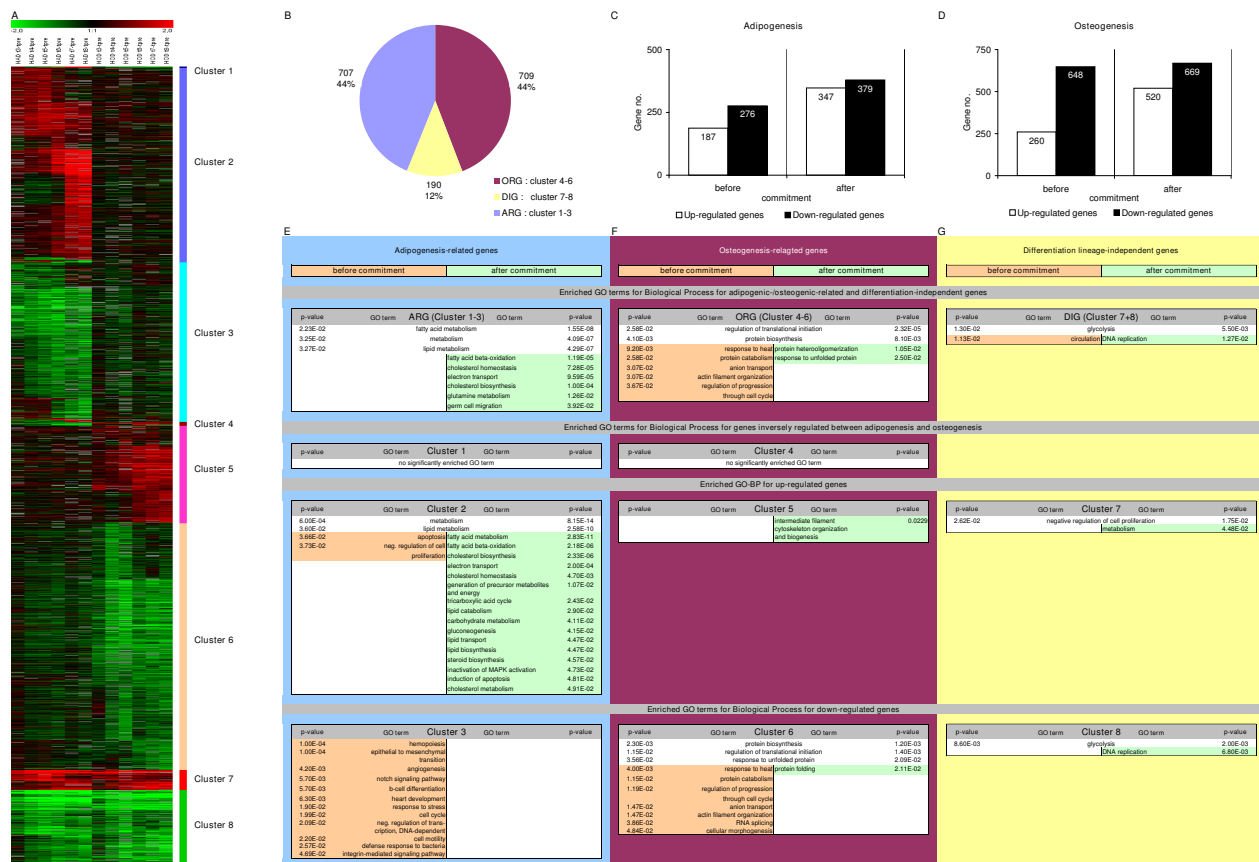 A
-2.0 1:1 2.0
Cluster 1
Cluster 2
Cluster 3
Cluster 4
Cluster 5
Cluster 6
Cluster 7
Cluster 8
B
707
44%
709
44%
190
12%
ORG : cluster 4-6
DIG : cluster 7-8
ARG : cluster 1-3
C
Adipogenesis
Gene no.
500
250
0
187
276
347
379
before
after
commitment
Up-regulated genes
Down-regulated genes
D
Osteogenesis
Gene no.
750
500
250
0
260
648
520
669
before
after
commitment
Up-regulated genes
Down-regulated genes
E
Adipogenesis-related genes
before commitment
after commitment
F
Osteogenesis-relagted genes
before commitment
after commitment
G
Differentiation lineage-independent genes
before commitment
after commitment
Enriched GO terms for Biological Process for adipogenic-/osteogenic-related and differentiation-independent genes
p-value GO term ARG (Cluster 1-3) GO term p-value
2.23E-02 fatty acid metabolism 1.55E-08
3.25E-02 metabolism 4.09E-07
3.27E-02 lipid metabolism 4.29E-07
fatty acid beta-oxidation 1.19E-05
cholesterol homeostasis 7.28E-05
electron transport 9.59E-05
cholesterol biosynthesis 1.00E-04
glutamine metabolism 1.26E-02
germ cell migration 3.92E-02
p-value GO term ORG (Cluster 4-6) GO term p-value
2.58E-02 regulation of translational initiation 2.32E-05
4.10E-03 protein biosynthesis 8.10E-03
9.20E-03 response to heat protein heterooligomerization 1.05E-02
2.58E-02 protein catabolism response to unfolded protein 2.50E-02
3.07E-02 anion transport
3.07E-02 actin filament organization
3.67E-02 regulation of progression
through cell cycle
p-value GO term DIG (Cluster 7+8) GO term p-value
1.30E-02 glycolysis 5.50E-03
1.13E-02 circulation DNA replication 1.27E-02
Enriched GO terms for Biological Process for genes inversely regulated between adipogenesis and osteogenesis
p-value GO term Cluster 1 GO term p-value
no significantly enriched GO term
p-value GO term Cluster 4 GO term p-value
no significantly enriched GO term
Enriched GO-BP for up-regulated genes
p-value GO term Cluster 2 GO term p-value
6.00E-04 metabolism 8.15E-14
3.60E-02 lipid metabolism 2.58E-10
3.66E-02 apoptosis fatty acid metabolism 2.83E-11
3.73E-02 neg. regulation of cell fatty acid beta-oxidation 2.18E-06
proliferation cholesterol biosynthesis 2.33E-06
electron transport 2.00E-04
cholesterol homeostasis 4.70E-03
generation of precursor metabolites 1.07E-02
and energy
tricarboxylic acid cycle 2.43E-02
lipid catabolism 2.90E-02
carbohydrate metabolism 4.11E-02
gluconeogenesis 4.15E-02
lipid transport 4.47E-02
lipid biosynthesis 4.47E-02
steroid biosynthesis 4.57E-02
inactivation of MAPK activation 4.73E-02
induction of apoptosis 4.81E-02
cholesterol metabolism 4.91E-02
p-value GO term Cluster 5 GO term p-value
intermediate filament 0.0229
cytoskeleton organization
and biogenesis
p-value GO term Cluster 7 GO term p-value
2.62E-02 negative regulation of cell proliferation 1.75E-02
metabolism 4.48E-02
Enriched GO terms for Biological Process for down-regulated genes
p-value GO term Cluster 3 GO term p-value
1.00E-04 hemopoiesis
1.00E-04 epithelial to mesenchymal
transition
4.20E-03 angiogenesis
5.70E-03 notch signaling pathway
5.70E-03 b-cell differentiation
6.30E-03 heart development
1.90E-02 response to stress
1.99E-02 cell cycle
2.09E-02 neg. regulation of trans-
cription, DNA-dependent
2.20E-02 cell motility
2.57E-02 defense response to bacteria
4.69E-02 integrin-mediated signaling pathway
p-value GO term Cluster 6 GO term p-value
2.30E-03 protein biosynthesis 1.20E-03
1.15E-02 regulation of translational initiation 1.40E-03
3.56E-02 response to unfolded protein 2.09E-02
4.00E-03 response to heat protein folding 2.11E-02
1.15E-02 protein catabolism
1.19E-02 regulation of progression
through cell cycle
1.47E-02 anion transport
1.47E-02 actin filament organization
3.86E-02 RNA splicing
4.84E-02 cellular morphogenesis
p-value GO term Cluster 8 GO term p-value
8.60E-03 glycolysis 2.00E-03
DNA replication 6.80E-03